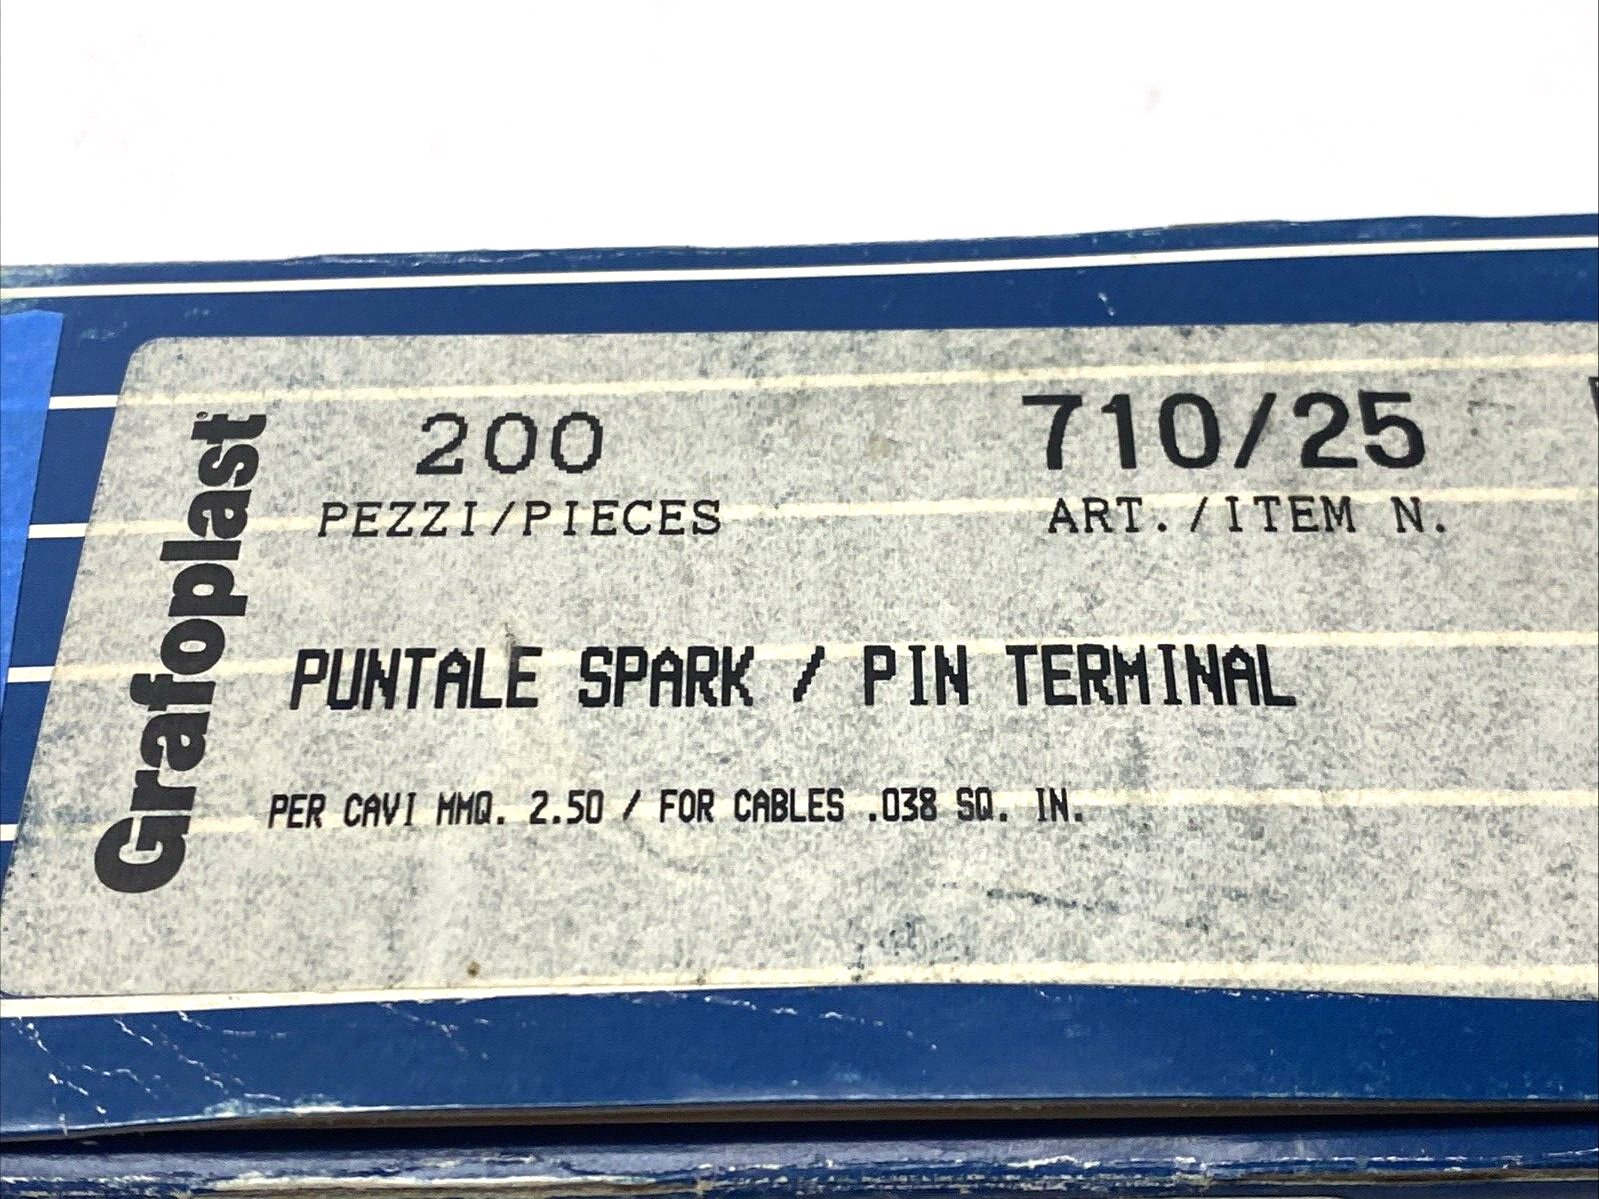 Grafoplast
200
PEZZI/PIECES
710/25
ART./ITEM N.
PUNTALE SPARK / PIN TERMINAL
PER CAVI MMQ. 2.50 / FOR CABLES .038 SQ. IN.